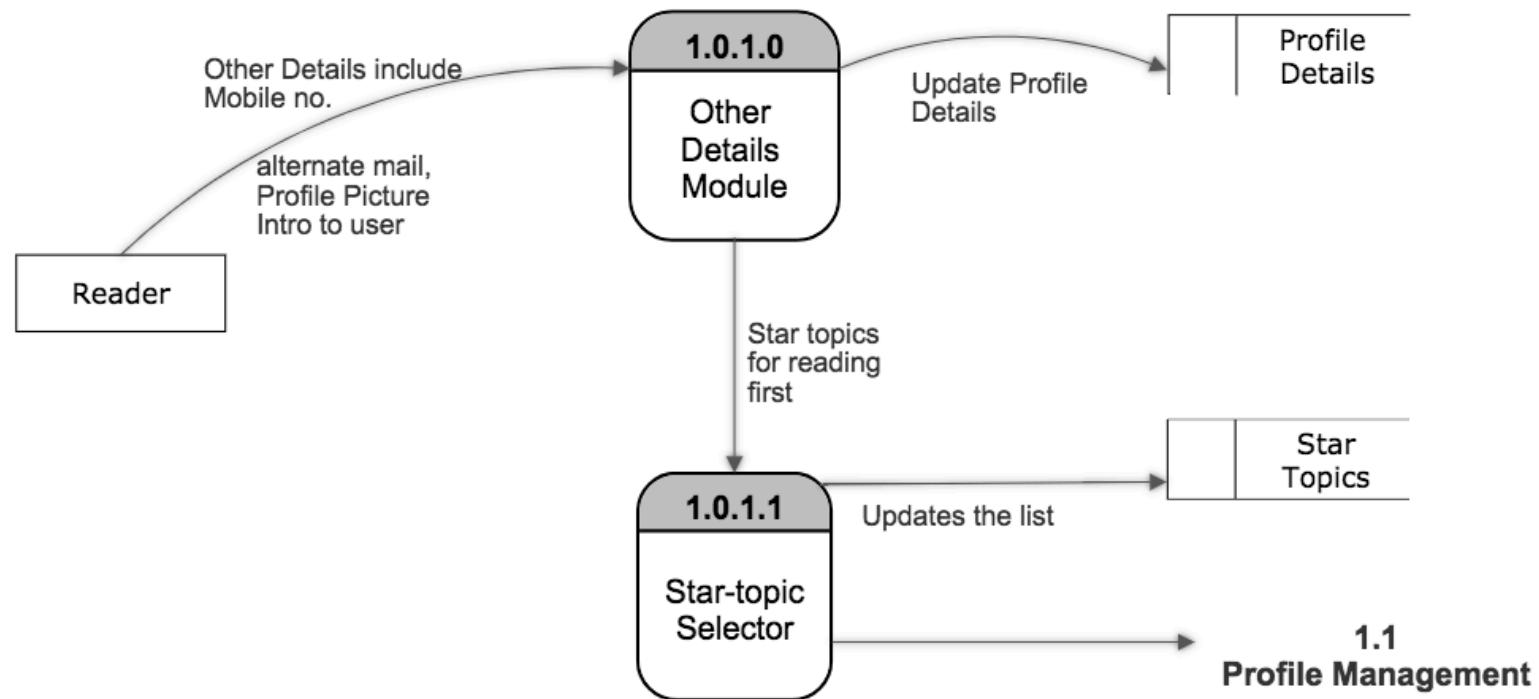 1.0.1.0
Other
Details
Module
Other Details include
Mobile no.
alternate mail,
Profile Picture
Intro to user
Reader
Update Profile
Details
Profile
Details
Star topics
for reading
first
1.0.1.1
Star-topic
Selector
Updates the list
Star
Topics
1.1
Profile Management